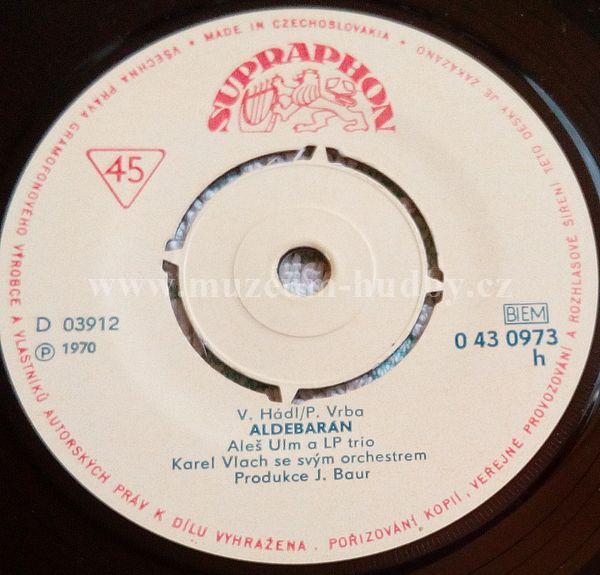 VŠECHNA PRÁVA GRAMOFONOVÉHO VÝROBCE A VLASTNÍKŮ AUTORSKÝCH PRÁV K DÍLU VYHRAŽENA . POŘIZOVÁNÍ KOPIÍ, VEŘEJNÉ PROVOZOVÁNÍ A ROZHLASOVÉ ŠÍŘENÍ TÉTO DESKY JE ZAKÁZÁNO
• MADE IN CZECHOSLOVAKIA •
SUPRAPHON
45
www.muzeum-hudby.cz
D 03912
Ⓟ 1970
BIEM
0 43 0973
h
V. Hádl/P. Vrba
ALDEBARAN
Aleš Ulm a LP trio
Karel Vlach se svým orchestrem
Produkce J. Baur